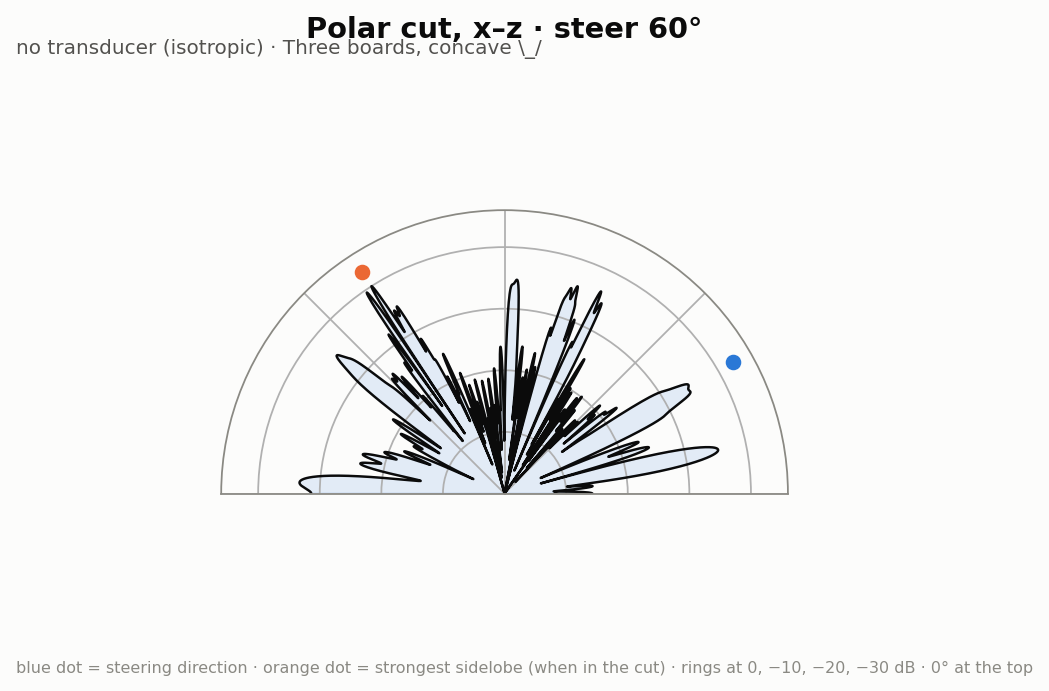 Polar cut, x–z · steer 60°
no transducer (isotropic) · Three boards, concave \_/
blue dot = steering direction · orange dot = strongest sidelobe (when in the cut) · rings at 0, −10, −20, −30 dB · 0° at the top